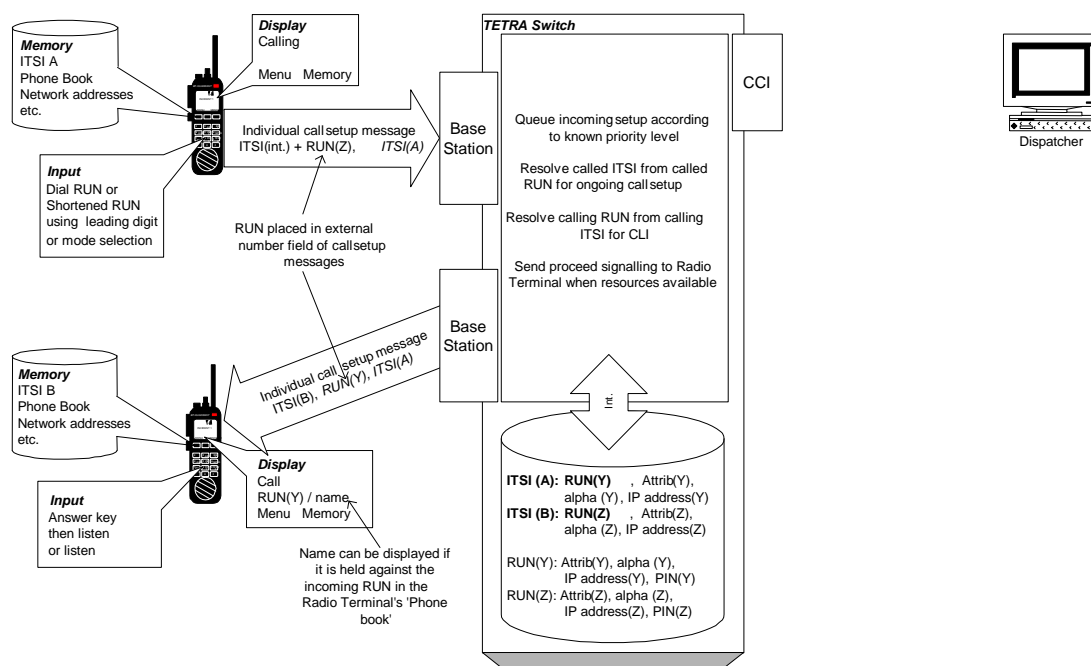 Memory
ITSI A
Phone Book
Network addresses
etc.
Display
Calling
Menu Memory
Input
Dial RUN or
Shortened RUN
using leading digit
or mode selection
Individual callsetup message
ITSI(int.) + RUN(Z), ITSI(A)
RUN placed in external
number field of callsetup
messages
TETRA Switch
Base
Station
CCI
Queue incoming setup according
to known priority level
Resolve called ITSI from called
RUN for ongoing callsetup
Resolve calling RUN from calling
ITSI for CLI
Send proceed signalling to Radio
Terminal when resources available
Dispatcher
Base
Station
Individual call setup message
ITSI(B), RUN(Y), ITSI(A)
Memory
ITSI B
Phone Book
Network addresses
etc.
Input
Answer key
then listen
or listen
Display
Call
RUN(Y) / name
Menu Memory
Name can be displayed if
it is held against the
incoming RUN in the
Radio Terminal's 'Phone
book'
Int.
ITSI (A): RUN(Y) , Attrib(Y),
alpha (Y), IP address(Y)
ITSI (B): RUN(Z) , Attrib(Z),
alpha (Z), IP address(Z)
RUN(Y): Attrib(Y), alpha (Y),
IP address(Y), PIN(Y)
RUN(Z): Attrib(Z), alpha (Z),
IP address(Z), PIN(Z)